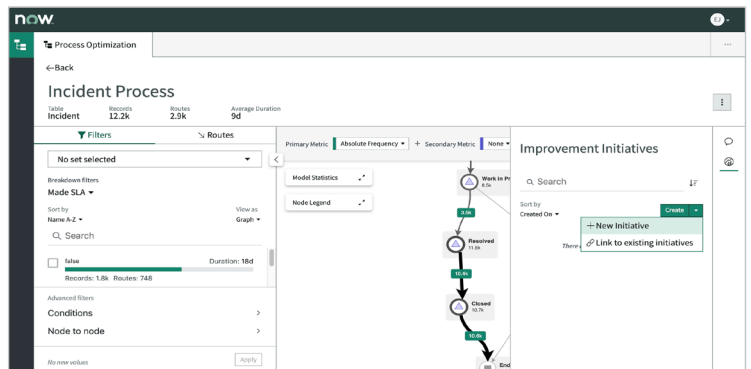 now.
EJ
Process Optimization
←Back
Incident Process
Table Records Routes Average Duration
Incident 12.2k 2.9k 9d
Filters Routes
No set selected
Breakdown filters
Made SLA
Sort by View as
Name A-Z Graph
Search
false Duration: 18d
Records: 1.8k Routes: 748
Advanced filters
Conditions
Node to node
No new values Apply
Primary Metric Absolute Frequency + Secondary Metric None
Model Statistics
Node Legend
Work in Pr
6.5k
3.9k
Resolved
11.6k
10.4k
Closed
10.7k
10.6k
End
Improvement Initiatives
Search
Sort by
Created On
Create
+ New Initiative
Link to existing initiatives
There